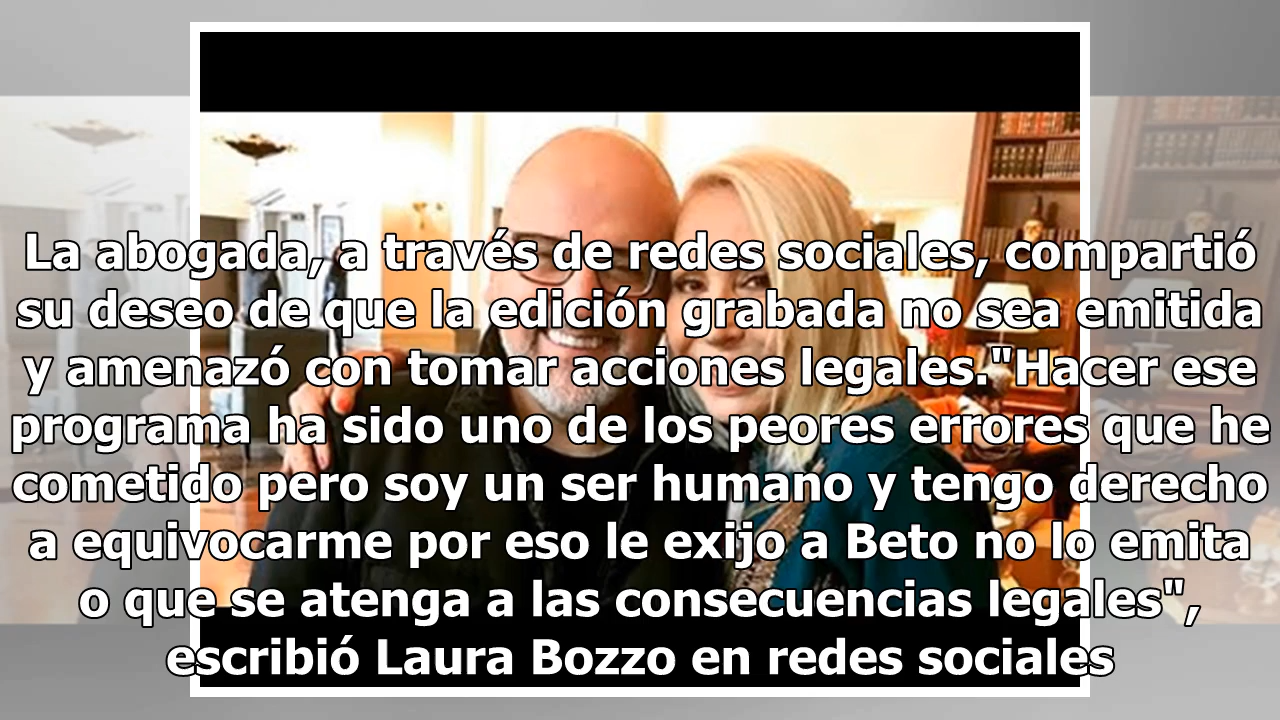 La abogada, a través de redes sociales, compartió
su deseo de que la edición grabada no sea emitida
y amenazó con tomar acciones legales."Hacer ese
programa ha sido uno de los peores errores que he
cometido pero soy un ser humano y tengo derecho
a equivocarme por eso le exijo a Beto no lo emita
o que se atenga a las consecuencias legales",
escribió Laura Bozzo en redes sociales